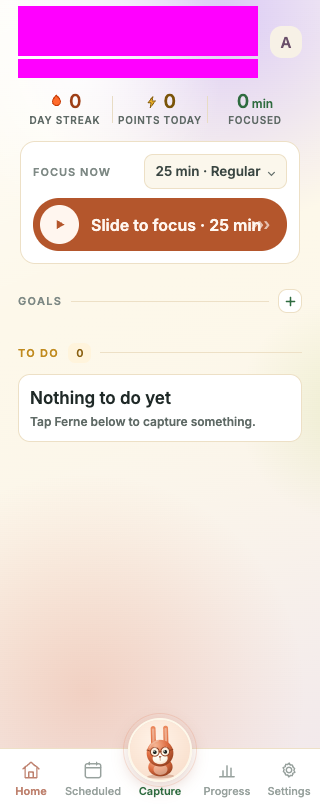 A
0 0 0 min
DAY STREAK POINTS TODAY FOCUSED
FOCUS NOW 25 min · Regular
Slide to focus · 25 min
GOALS
TO DO 0
Nothing to do yet
Tap Ferne below to capture something.
Home Scheduled Capture Progress Settings